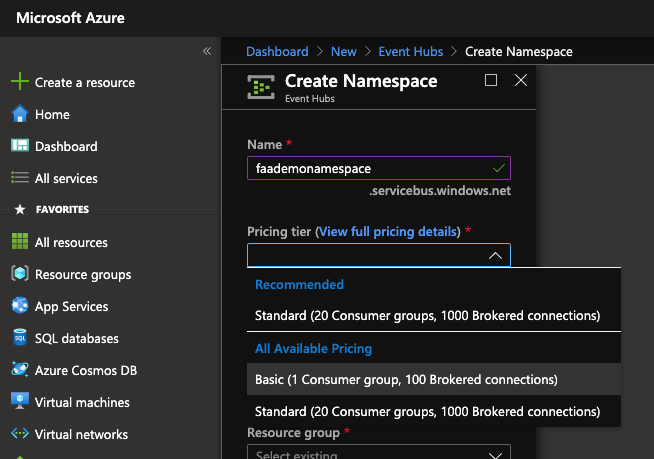 Microsoft Azure
«
Dashboard > New > Event Hubs > Create Namespace
Create a resource
Home
Dashboard
All services
FAVORITES
All resources
Resource groups
App Services
SQL databases
Azure Cosmos DB
Virtual machines
Virtual networks
Create Namespace
Event Hubs
Name *
faademonamespace
.servicebus.windows.net
Pricing tier (View full pricing details) *
Recommended
Standard (20 Consumer groups, 1000 Brokered connections)
All Available Pricing
Basic (1 Consumer group, 100 Brokered connections)
Standard (20 Consumer groups, 1000 Brokered connections)
Resource group *
Select existing